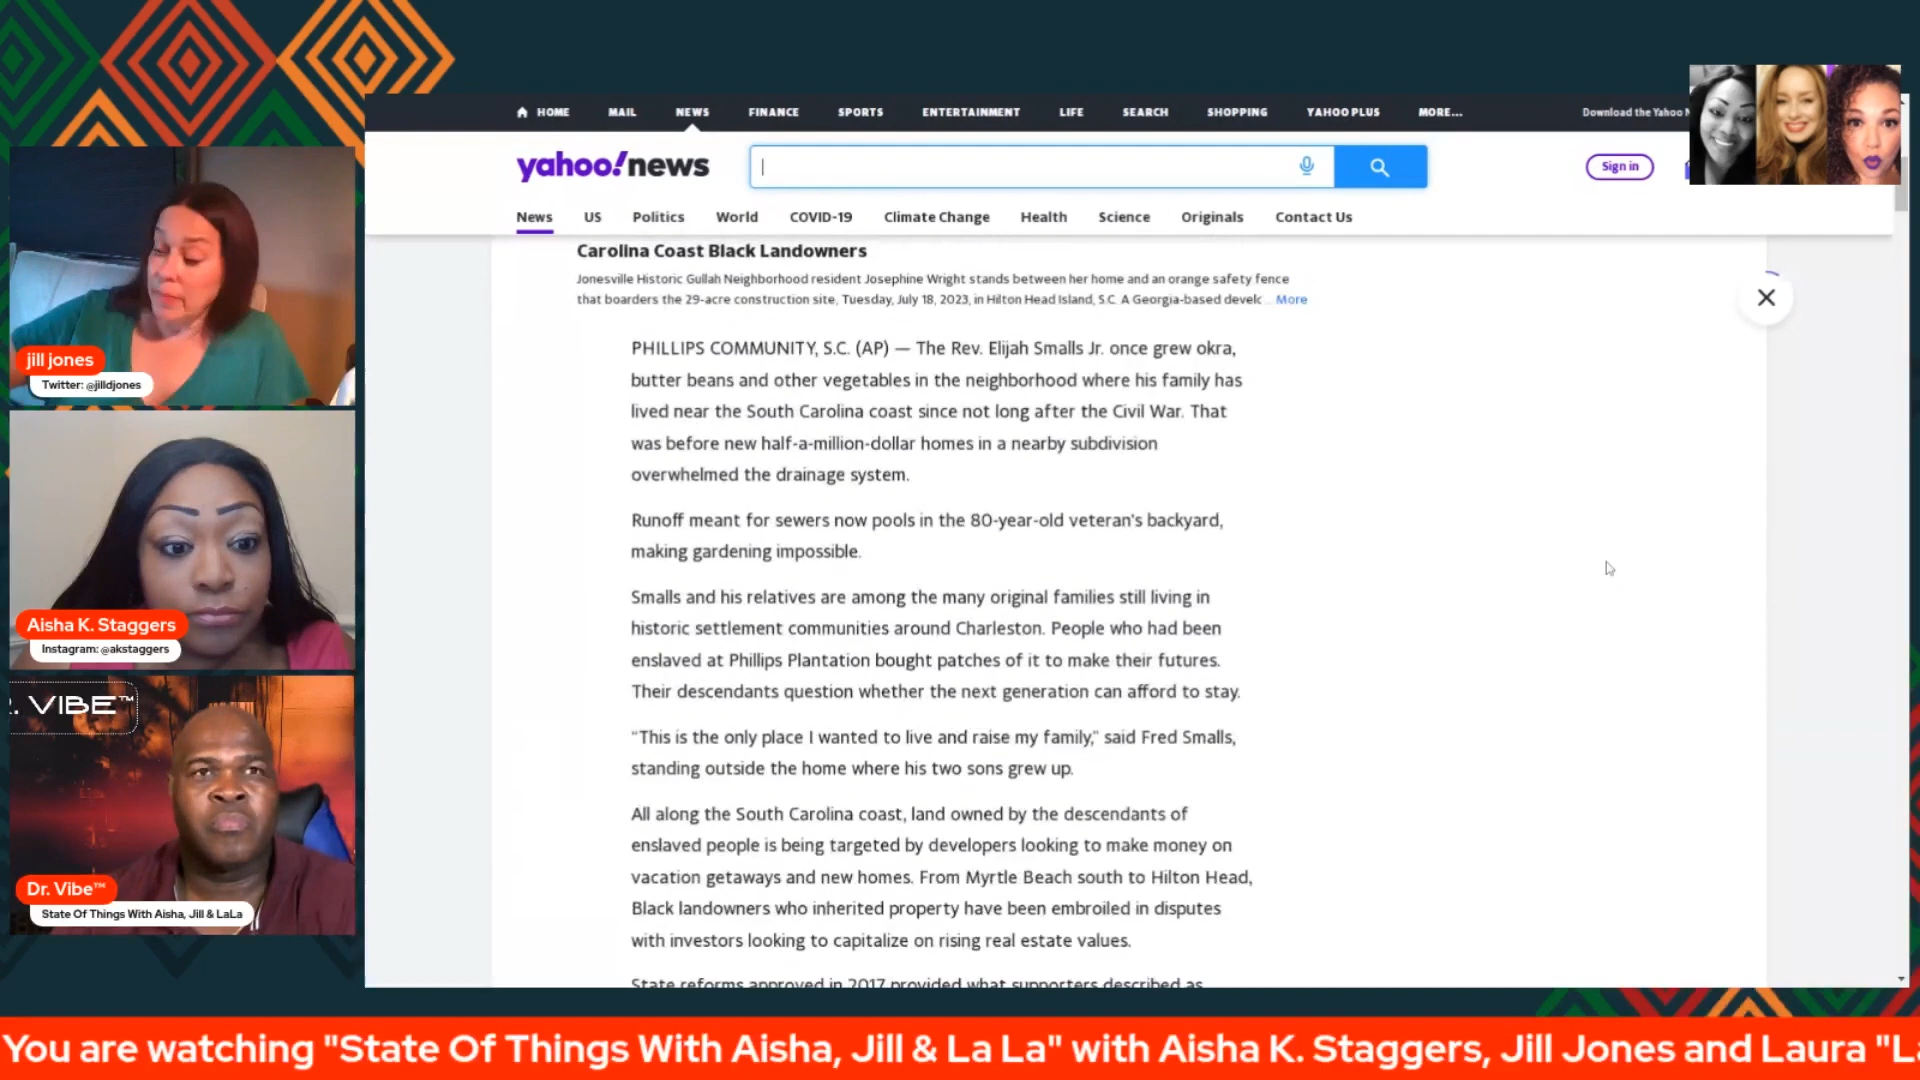 HOME MAIL NEWS FINANCE SPORTS ENTERTAINMENT LIFE SEARCH SHOPPING YAHOO PLUS MORE... Download the Yahoo
yahoo!news
Sign in
News US Politics World COVID-19 Climate Change Health Science Originals Contact Us
Carolina Coast Black Landowners
Jonesville Historic Gullah Neighborhood resident Josephine Wright stands between her home and an orange safety fence
that boarders the 29-acre construction site, Tuesday, July 18, 2023, in Hilton Head Island, S.C. A Georgia-based develc ... More
PHILLIPS COMMUNITY, S.C. (AP) — The Rev. Elijah Smalls Jr. once grew okra,
butter beans and other vegetables in the neighborhood where his family has
lived near the South Carolina coast since not long after the Civil War. That
was before new half-a-million-dollar homes in a nearby subdivision
overwhelmed the drainage system.
Runoff meant for sewers now pools in the 80-year-old veteran's backyard,
making gardening impossible.
Smalls and his relatives are among the many original families still living in
historic settlement communities around Charleston. People who had been
enslaved at Phillips Plantation bought patches of it to make their futures.
Their descendants question whether the next generation can afford to stay.
“This is the only place I wanted to live and raise my family,” said Fred Smalls,
standing outside the home where his two sons grew up.
All along the South Carolina coast, land owned by the descendants of
enslaved people is being targeted by developers looking to make money on
vacation getaways and new homes. From Myrtle Beach south to Hilton Head,
Black landowners who inherited property have been embroiled in disputes
with investors looking to capitalize on rising real estate values.
State reforms approved in 2017 provided what supporters described as
jill jones
Twitter: @jilldjones
Aisha K. Staggers
Instagram: @akstaggers
. VIBE™
Dr. Vibe™
State Of Things With Aisha, Jill & LaLa
You are watching "State Of Things With Aisha, Jill & La La" with Aisha K. Staggers, Jill Jones and Laura "La